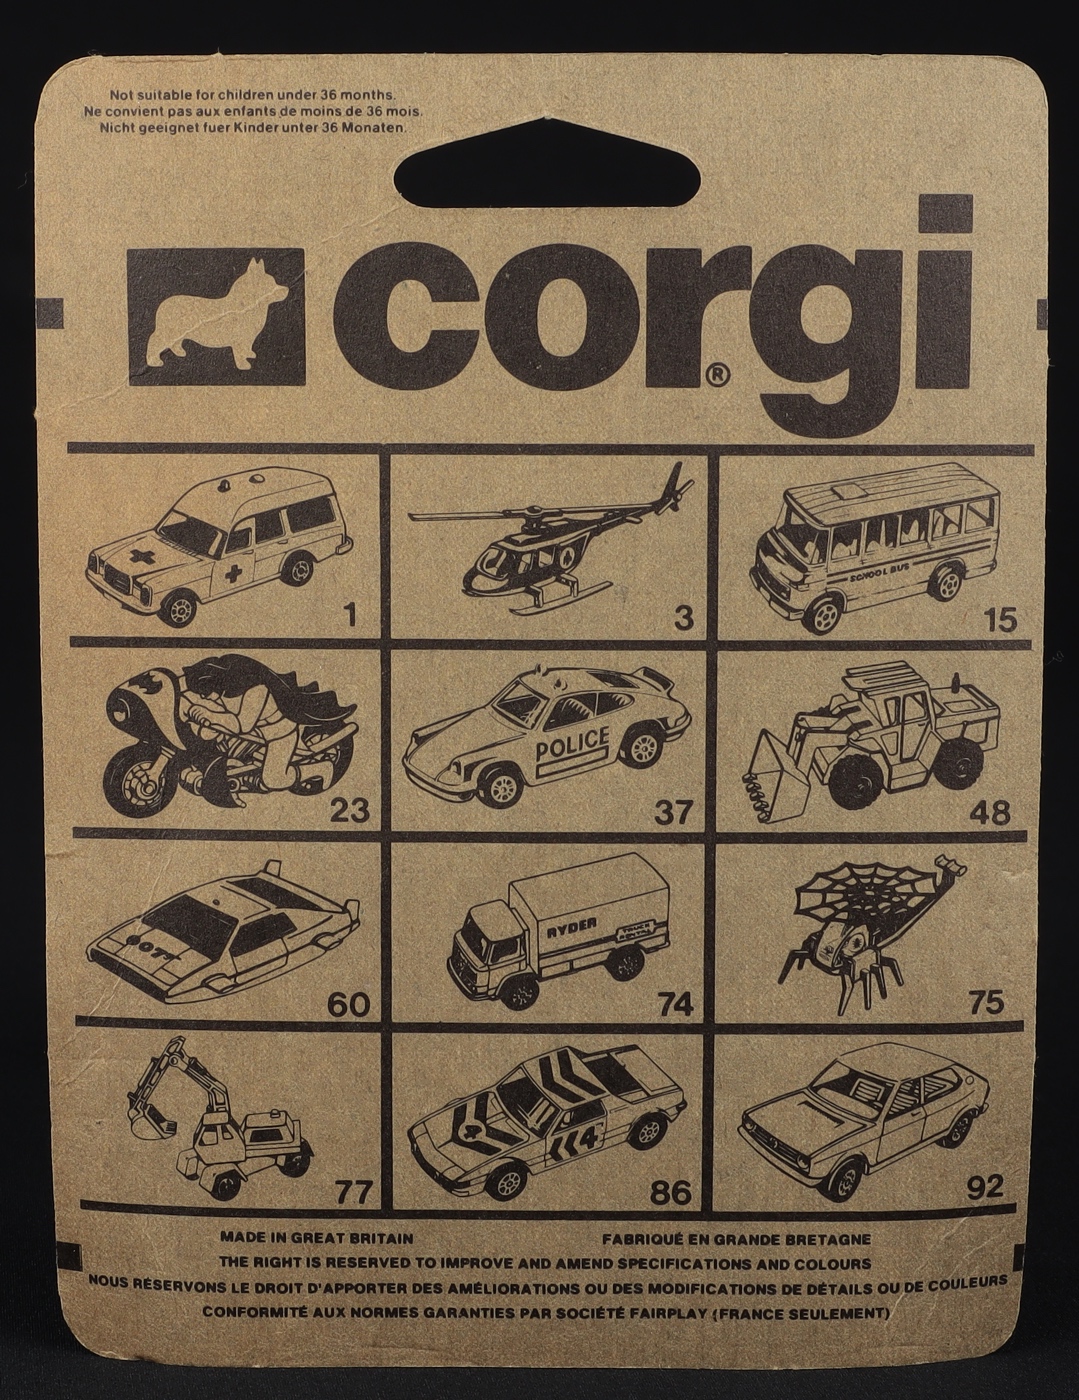 Not suitable for children under 36 months.
Ne convient pas aux enfants de moins de 36 mois.
Nicht geeignet fuer Kinder unter 36 Monaten.
corgi
®
SCHOOL BUS
1
3
15
POLICE
23
37
48
RYDER
TRUCK
RENTAL
60
74
75
4
4
77
86
92
MADE IN GREAT BRITAIN FABRIQUÉ EN GRANDE BRETAGNE
THE RIGHT IS RESERVED TO IMPROVE AND AMEND SPECIFICATIONS AND COLOURS
NOUS RÉSERVONS LE DROIT D'APPORTER DES AMÉLIORATIONS OU DES MODIFICATIONS DE DÉTAILS OU DE COULEURS
CONFORMITÉ AUX NORMES GARANTIES PAR SOCIÉTÉ FAIRPLAY (FRANCE SEULEMENT)